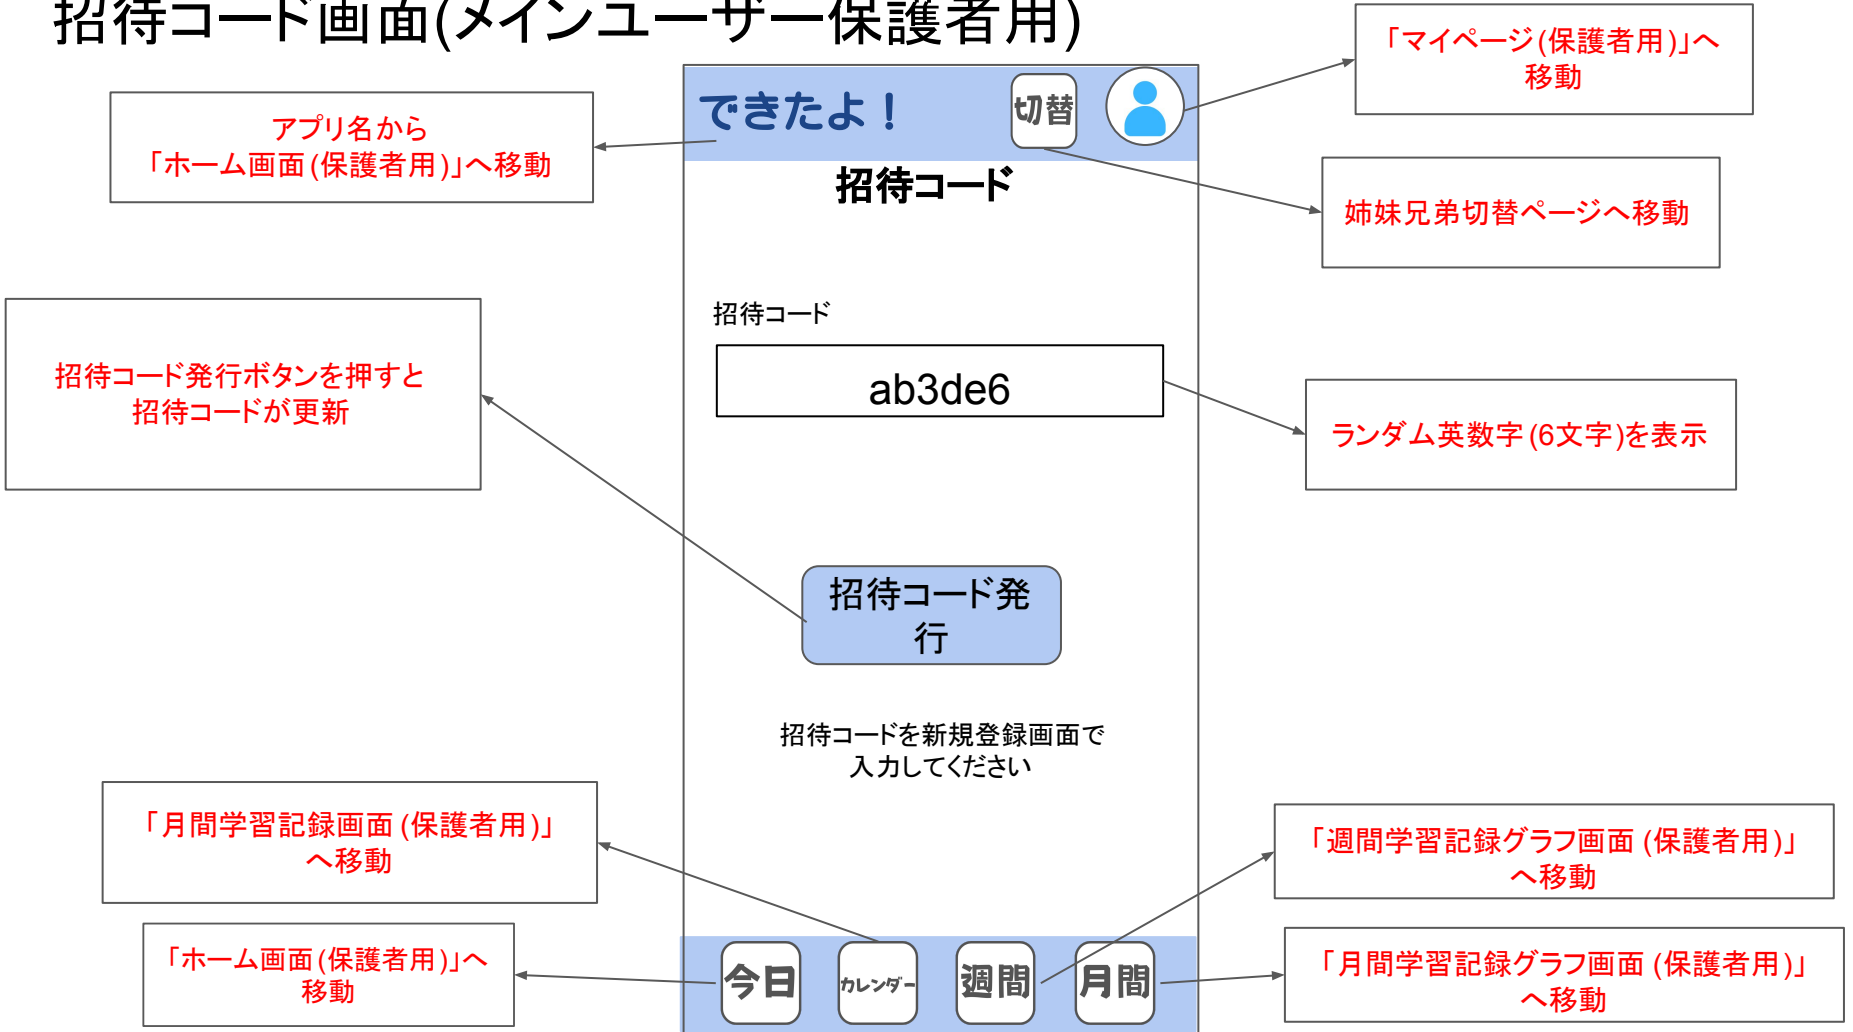 招待コード画面(メインユーザー保護者用)
「マイページ(保護者用)」へ
移動
アプリ名から
「ホーム画面(保護者用)」へ移動
できたよ！
切替
招待コード
姉妹兄弟切替ページへ移動
招待コード
招待コード発行ボタンを押すと
招待コードが更新
ab3de6
ランダム英数字(6文字)を表示
招待コード発
行
招待コードを新規登録画面で
入力してください
「月間学習記録画面(保護者用)」
へ移動
「週間学習記録グラフ画面(保護者用)」
へ移動
「ホーム画面(保護者用)」へ
移動
今日
カレンダー
週間
月間
「月間学習記録グラフ画面(保護者用)」
へ移動